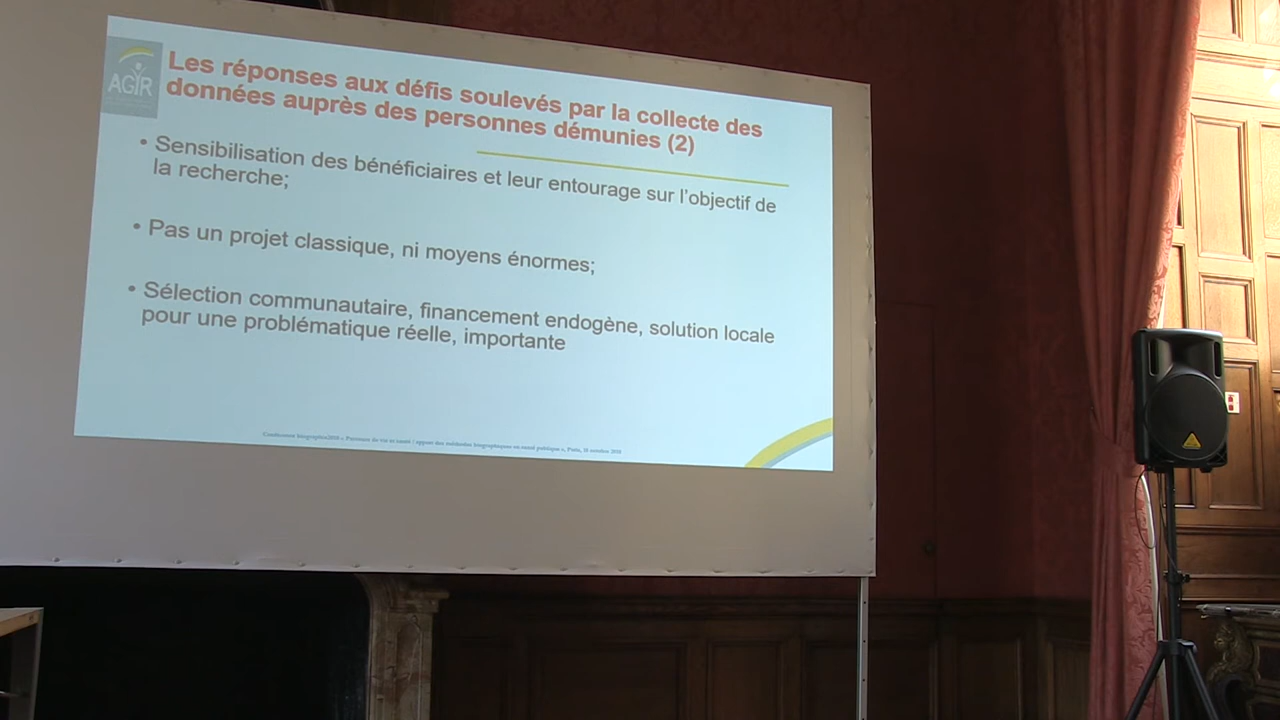 AGIR
Les réponses aux défis soulevés par la collecte des
données auprès des personnes démunies (2)
• Sensibilisation des bénéficiaires et leur entourage sur l'objectif de
la recherche;
• Pas un projet classique, ni moyens énormes;
• Sélection communautaire, financement endogène, solution locale
pour une problématique réelle, importante